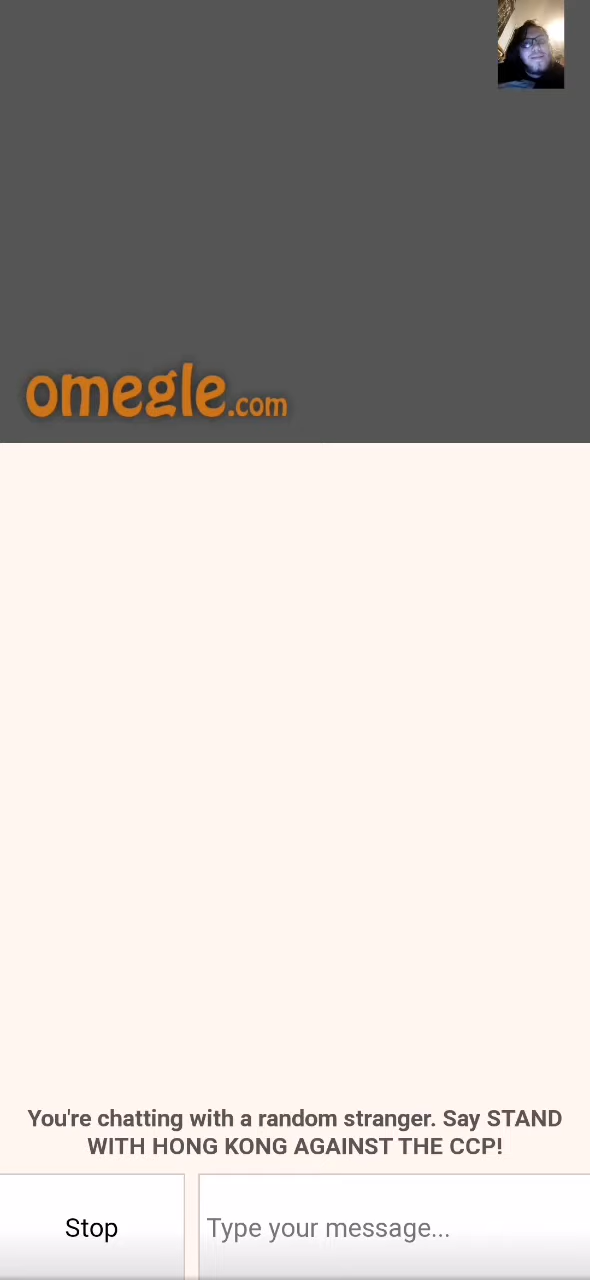 omegle.com
You're chatting with a random stranger. Say STAND
WITH HONG KONG AGAINST THE CCP!
Stop
Type your message...